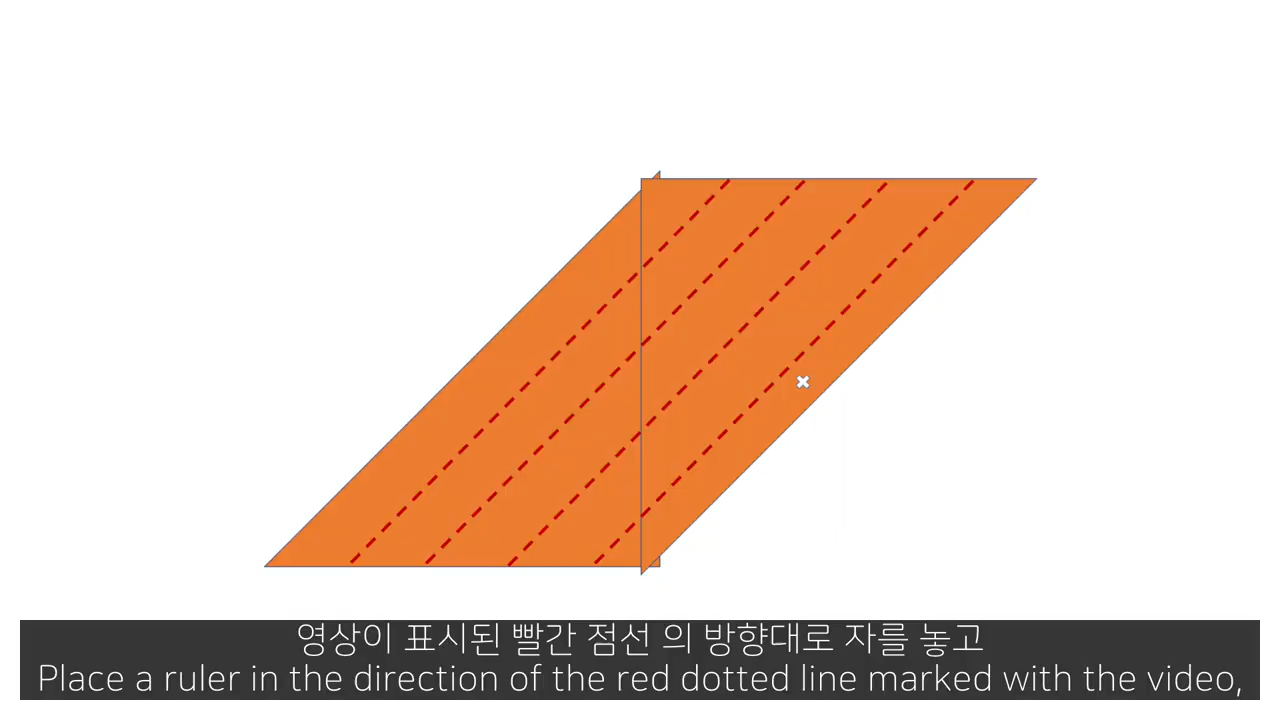 영상이 표시된 빨간 점선 의 방향대로 자를 놓고
Place a ruler in the direction of the red dotted line marked with the video,